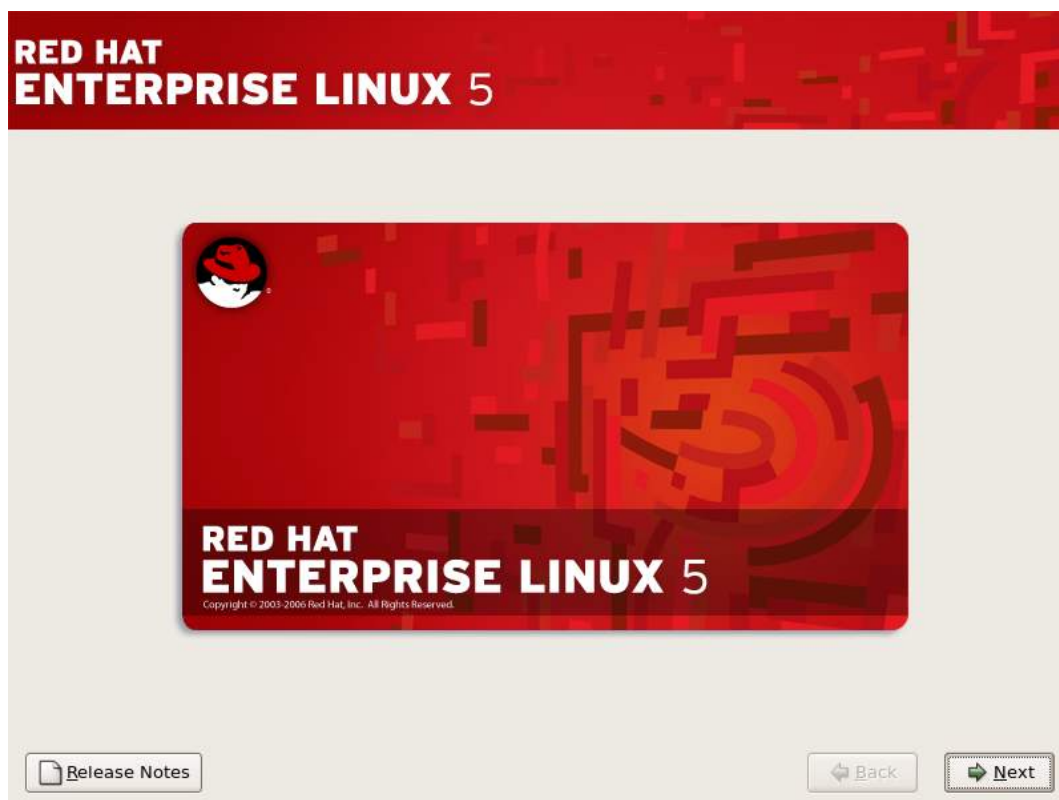 RED HAT
ENTERPRISE LINUX 5
RED HAT
ENTERPRISE LINUX 5
Copyright © 2003-2006 Red Hat, Inc. All Rights Reserved.
Release Notes
Back
Next